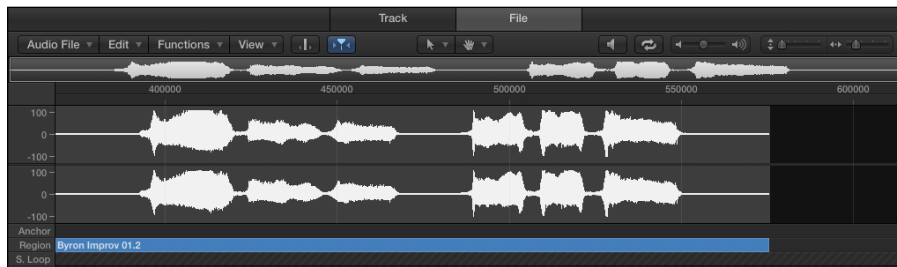 Track File
Audio File Edit Functions View
400000 450000 500000 550000 600000
100
0
-100
100
0
-100
Anchor
Region Byron Improv 01.2
S. Loop